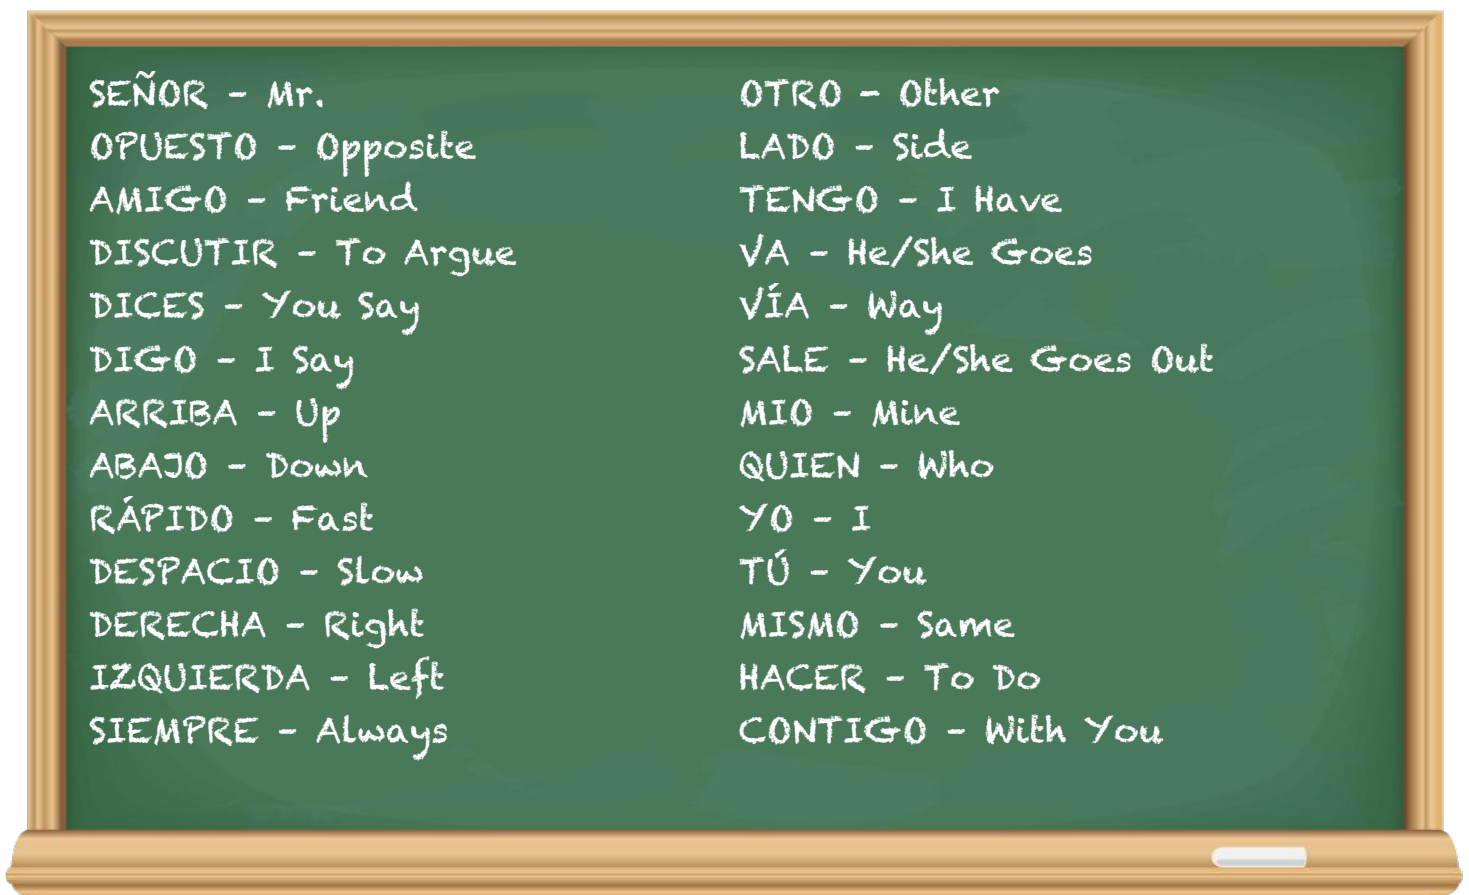 SEÑOR - Mr.
OPUESTO - Opposite
AMIGO - Friend
DISCUTIR - To Argue
DICES - You Say
DIGO - I Say
ARRIBA - Up
ABAJO - Down
RÁPIDO - Fast
DESPACIO - Slow
DERECHA - Right
IZQUIERDA - Left
SIEMPRE - Always
OTRO - Other
LADO - Side
TENGO - I Have
VA - He/She Goes
VÍA - Way
SALE - He/She Goes Out
MIO - Mine
QUIEN - Who
YO - I
TÚ - You
MISMO - Same
HACER - To Do
CONTIGO - With You